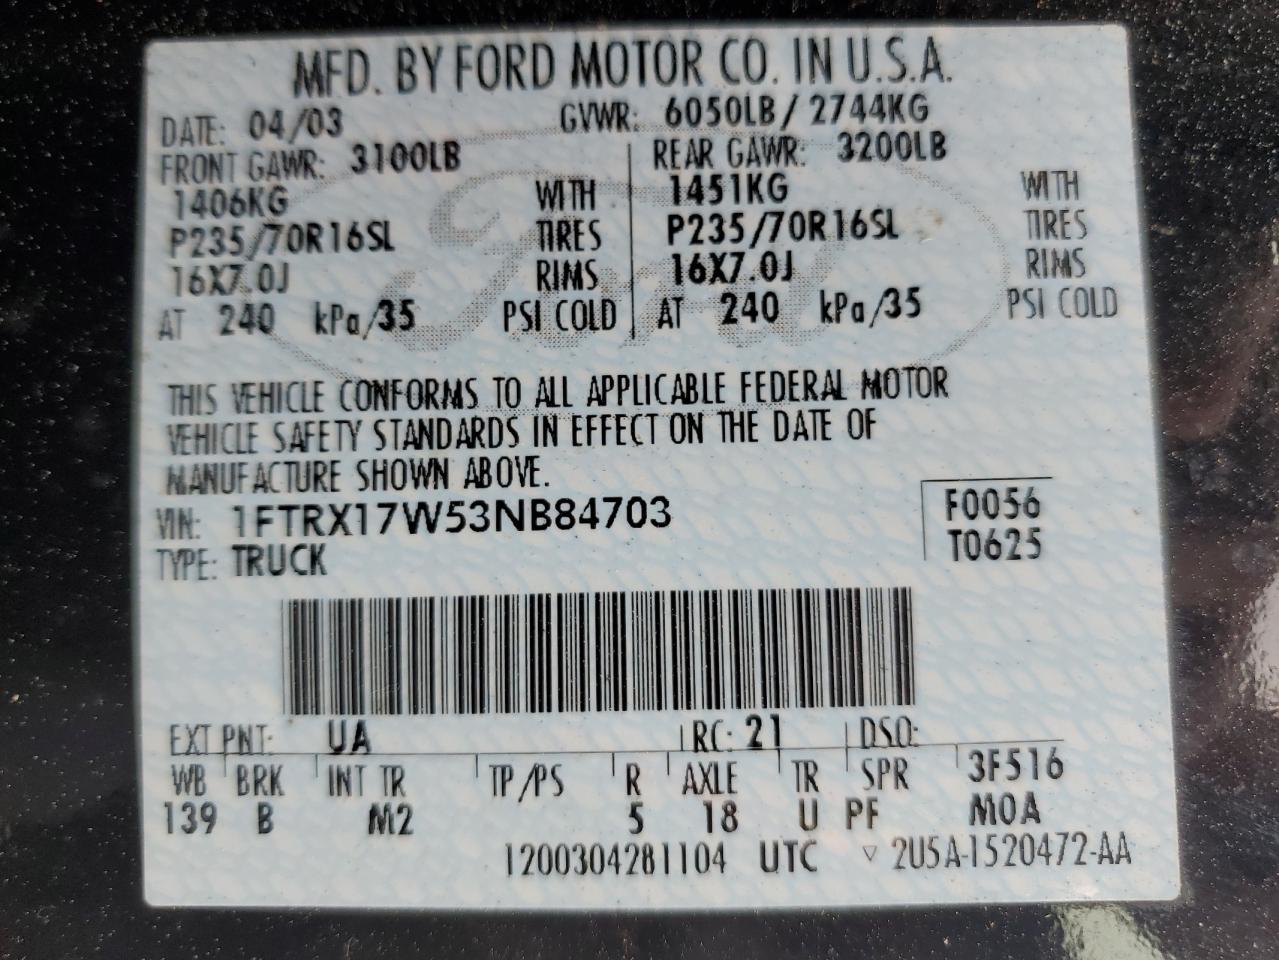 MFD. BY FORD MOTOR CO. IN U.S.A.
DATE: 04/03 GVWR: 6050LB / 2744KG
FRONT GAWR: 3100LB REAR GAWR: 3200LB
1406KG WITH 1451KG WITH
P235/70R16SL TIRES P235/70R16SL TIRES
16X7.0J RIMS 16X7.0J RIMS
AT 240 kPa/35 PSI COLD AT 240 kPa/35 PSI COLD
THIS VEHICLE CONFORMS TO ALL APPLICABLE FEDERAL MOTOR
VEHICLE SAFETY STANDARDS IN EFFECT ON THE DATE OF
MANUFACTURE SHOWN ABOVE.
VIN: 1FTRX17W53NB84703 F0056
TYPE: TRUCK T0625
EXT PNT: UA RC: 21 DSO:
WB BRK INT TR TP/PS R AXLE TR SPR 3F516
139 B M2 5 18 U PF MOA
1200304281104 UTC ▽ 2U5A-1520472-AA
Ford